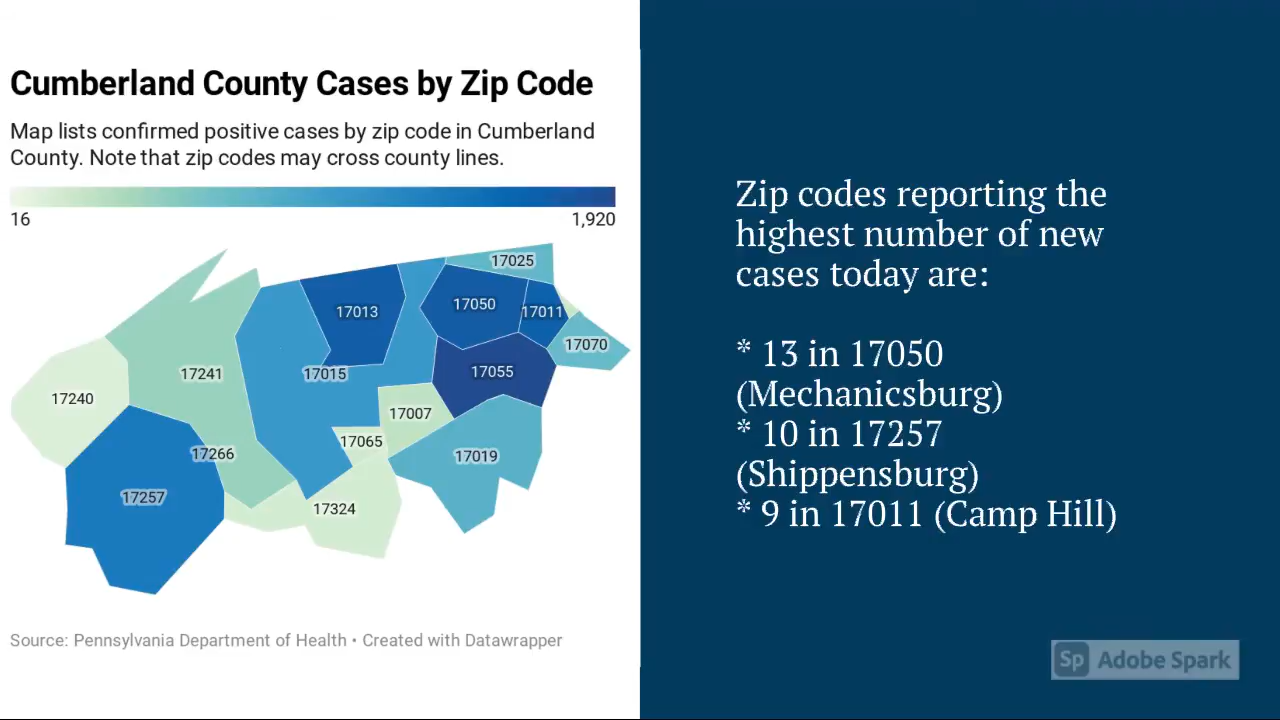 Cumberland County Cases by Zip Code
Map lists confirmed positive cases by zip code in Cumberland
County. Note that zip codes may cross county lines.
16
1,920
17025
17050
17013
17011
17070
17015
17055
17241
17240
17007
17065
17266
17019
17257
17324
Source: Pennsylvania Department of Health • Created with Datawrapper
Zip codes reporting the
highest number of new
cases today are:
* 13 in 17050
(Mechanicsburg)
* 10 in 17257
(Shippensburg)
* 9 in 17011 (Camp Hill)
Sp Adobe Spark